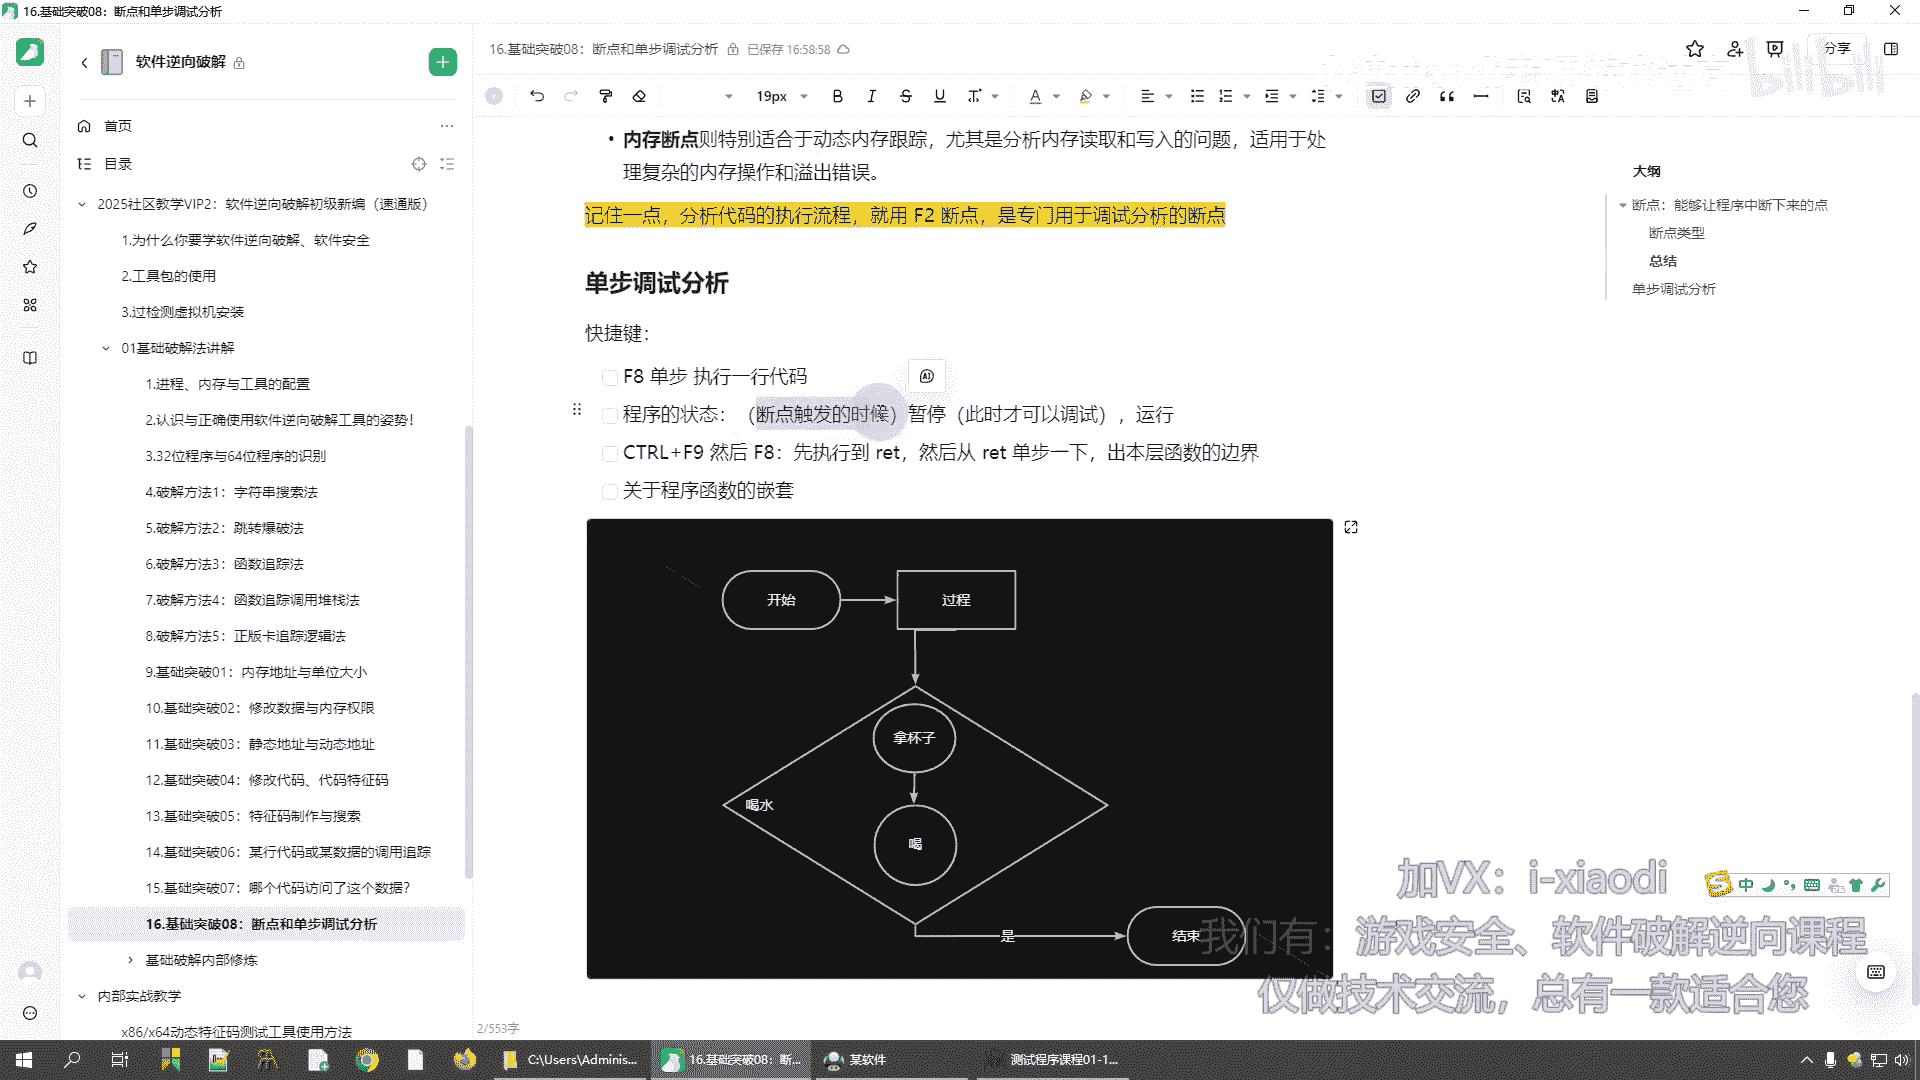 16.基础突破08：断点和单步调试分析
软件逆向破解
首页
目录
2025社区教学VIP2：软件逆向破解初级新编（速通版）
1.为什么你要学软件逆向破解、软件安全
2.工具包的使用
3.过检测虚拟机安装
01基础破解法讲解
1.进程、内存与工具的配置
2.认识与正确使用软件逆向破解工具的姿势！
3.32位程序与64位程序的识别
4.破解方法1：字符串搜索法
5.破解方法2：跳转爆破法
6.破解方法3：函数追踪法
7.破解方法4：函数追踪调用堆栈法
8.破解方法5：正版卡追踪逻辑法
9.基础突破01：内存地址与单位大小
10.基础突破02：修改数据与内存权限
11.基础突破03：静态地址与动态地址
12.基础突破04：修改代码、代码特征码
13.基础突破05：特征码制作与搜索
14.基础突破06：某行代码或某数据的调用追踪
15.基础突破07：哪个代码访问了这个数据？
16.基础突破08：断点和单步调试分析
基础破解内部修炼
内部实战教学
x86/x64动态特征码测试工具使用方法
16.基础突破08：断点和单步调试分析 已保存 16:58:58
分享
bilibili
19px
内存断点则特别适合于动态内存跟踪，尤其是分析内存读取和写入的问题，适用于处
理复杂的内存操作和溢出错误。
记住一点，分析代码的执行流程，就用 F2 断点，是专门用于调试分析的断点
单步调试分析
快捷键：
F8 单步 执行一行代码
程序的状态：（断点触发的时候）暂停（此时才可以调试），运行
CTRL+F9 然后 F8：先执行到 ret，然后从 ret 单步一下，出本层函数的边界
关于程序函数的嵌套
开始
过程
拿杯子
喝水
喝
是
结束
2/553字
大纲
断点：能够让程序中断下来的点
断点类型
总结
单步调试分析
加VX：i-xiaodi
中
我们有：游戏安全、软件破解逆向课程
仅做技术交流，总有一款适合您
C:\Users\Adminis...
16.基础突破08：断...
某软件
测试程序课程01-1...